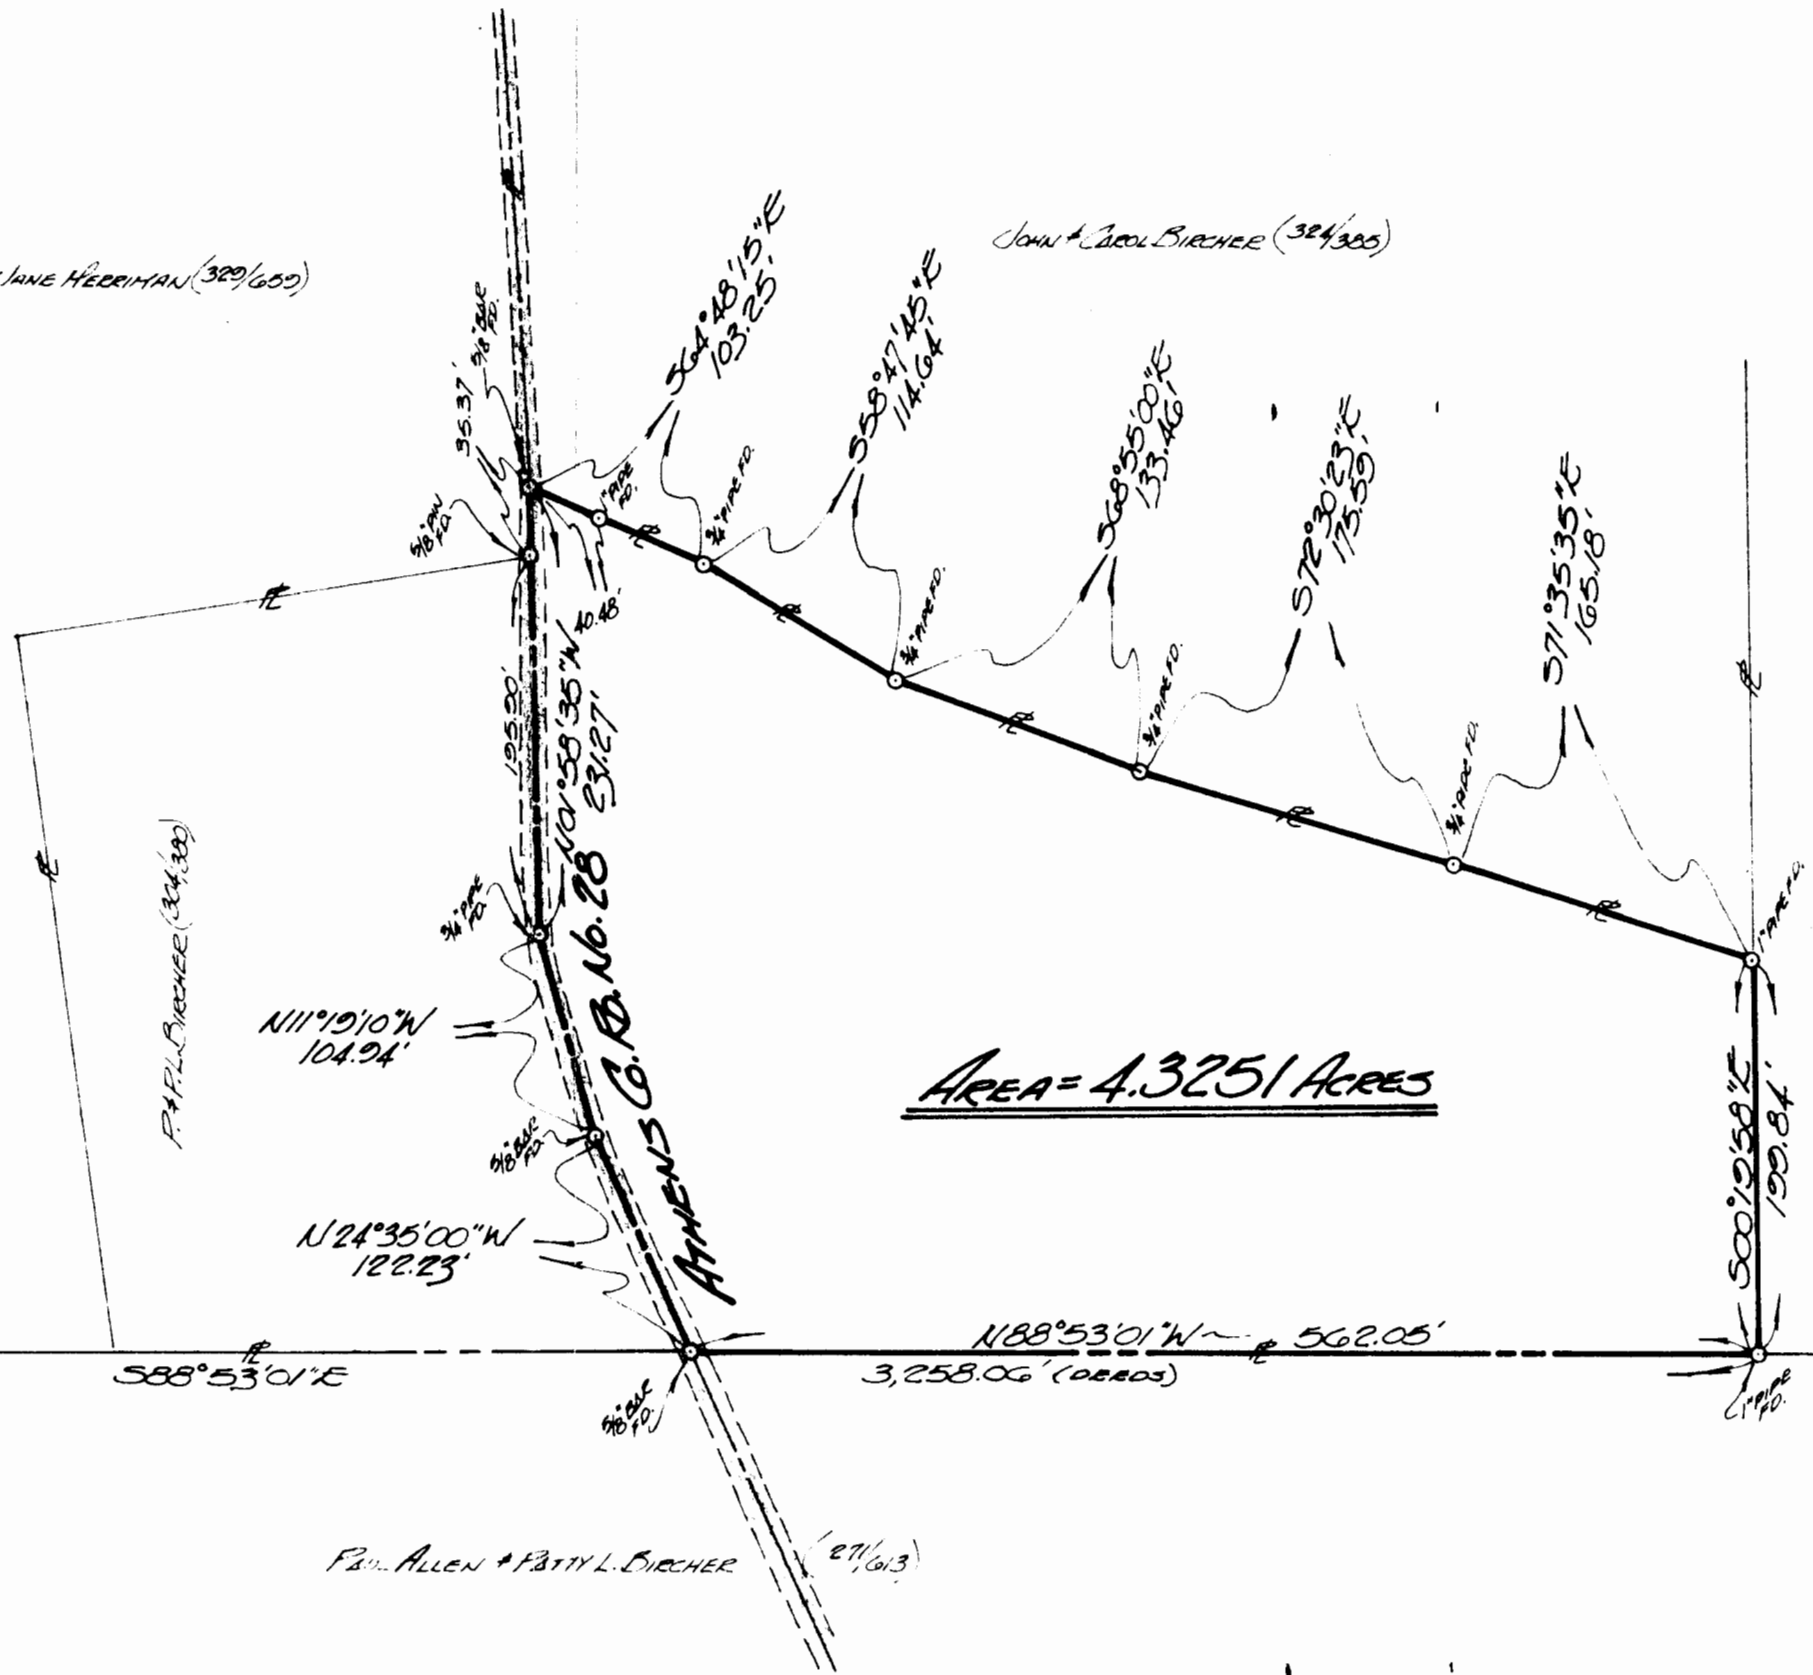 JANE HERRIMAN (329/659)
JOHN & CAROL BIRCHER (324/385)
S64°48'15"E
103.25'
S58°47'45"E
114.64'
S68°55'00"E
133.46'
S72°30'23"E
175.59'
S71°35'35"E
165.18'
35.37'
5/8" BAR
FD.
5/8" PIN
FD.
1" PIPE
FD.
3/4" PIPE FD.
3/4" PIPE FD.
3/4" PIPE FD.
3/4" PIPE FD.
1" PIPE FD.
40.48'
195.90'
N01°58'35"W
231.27'
ATHENS CO. RD. No. 28
P. & P.L. BIRCHER (304/390)
3/4" PIPE
FD.
N11°19'10"W
104.94'
5/8" BAR
FD.
N24°35'00"W
122.23'
AREA = 4.3251 ACRES
S00°19'58"E
199.84'
N88°53'01"W 562.05'
S88°53'01"E
3,258.06' (DEEDS)
5/8" BAR
FD.
1" PIPE
FD.
ALLEN & PATTY L. BIRCHER (271/613)